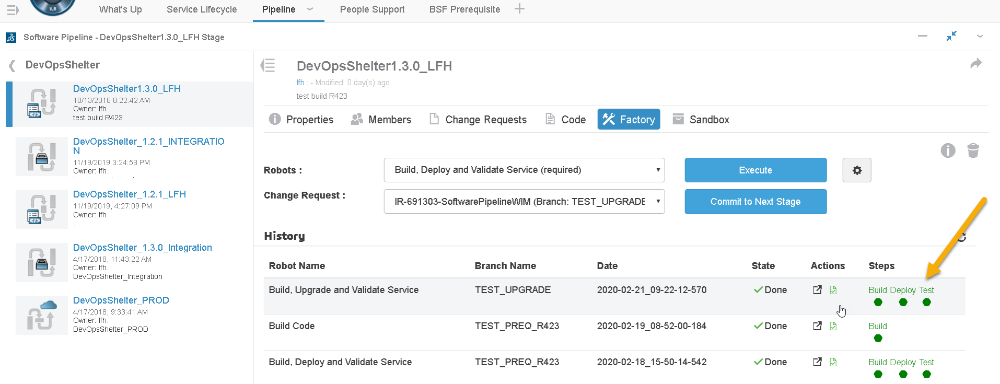 V.R
What's Up
Service Lifecycle
Pipeline
People Support
BSF Prerequisite
Software Pipeline - DevOpsShelter1.3.0_LFH Stage
DevOpsShelter
DevOpsShelter1.3.0_LFH
10/13/2018 8:22:42 AM
Owner: lfh.
test build R423
DevOpsShelter_1.2.1_INTEGRATIO
N
11/19/2019 3:24:58 PM
Owner: lfh.
DevOpsShelter_1.2.1_LFH
11/19/2019, 4:27:09 PM
Owner: lfh.
.
DevOpsShelter_1.3.0_Integration
4/17/2018, 11:43:22 AM
Owner: lfh.
DevOpsShelter_Integration
DevOpsShelter_PROD
4/17/2018, 9:33:41 AM
Owner: lfh.
DevOpsShelter_PROD
DevOpsShelter1.3.0_LFH
lfh : - Modified: 0 day(s) ago
test build R423
Properties
Members
Change Requests
Code
Factory
Sandbox
Robots :
Build, Deploy and Validate Service (required)
Execute
Change Request :
IR-691303-SoftwarePipelineWIM (Branch: TEST_UPGRADE
Commit to Next Stage
History
Robot Name Branch Name Date State Actions Steps
Build, Upgrade and Validate Service TEST_UPGRADE 2020-02-21_09-22-12-570 Done Build Deploy Test
Build Code TEST_PREQ_R423 2020-02-19_08-52-00-184 Done Build
Build, Deploy and Validate Service TEST_PREQ_R423 2020-02-18_15-50-14-542 Done Build Deploy Test